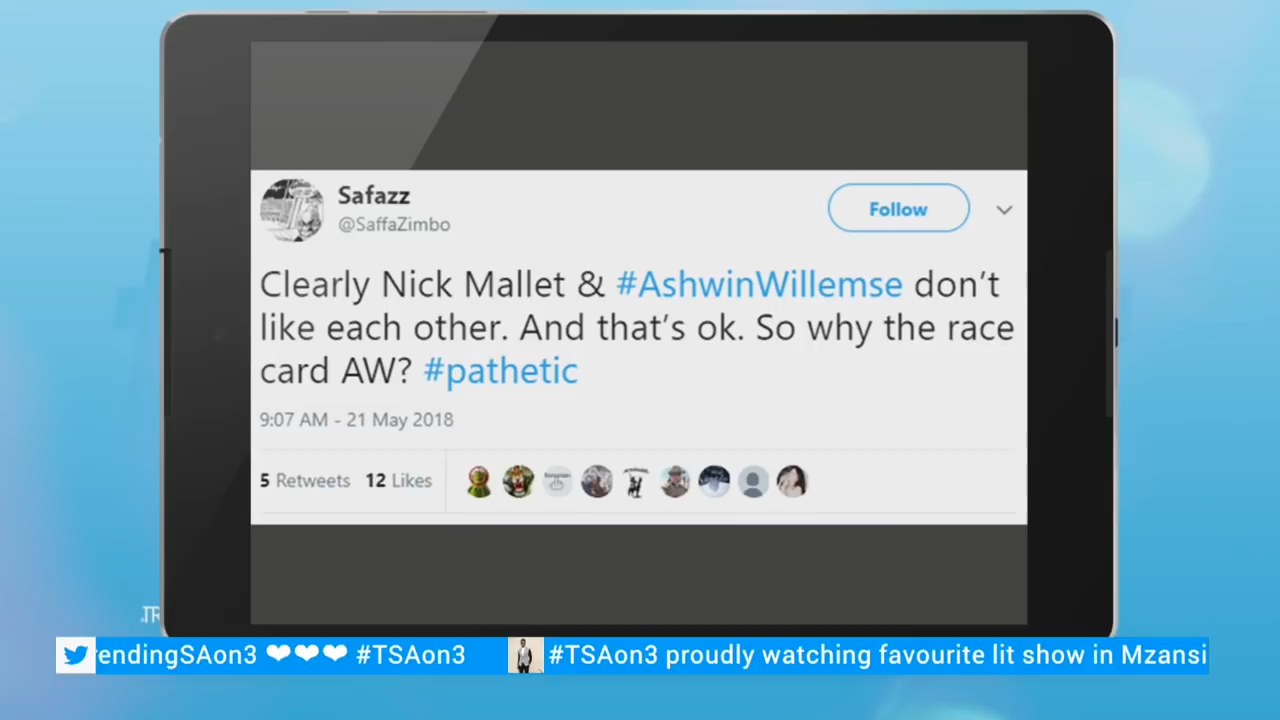 Safazz
@SaffaZimbo
Follow
Clearly Nick Mallet & #AshwinWillemse don't
like each other. And that's ok. So why the race
card AW? #pathetic
9:07 AM - 21 May 2018
5 Retweets 12 Likes
endingSAon3 ❤❤❤ #TSAon3 #TSAon3 proudly watching favourite lit show in Mzansi